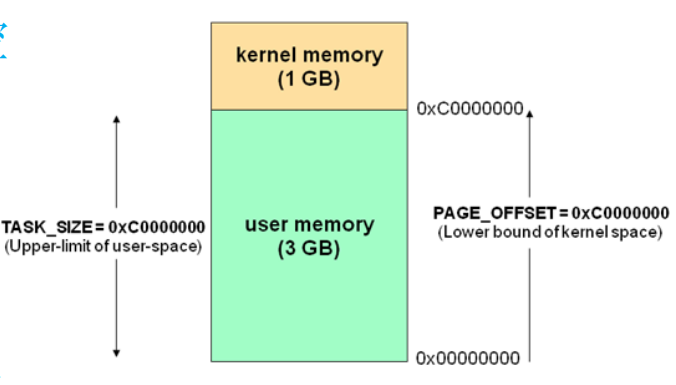 kernel memory
(1 GB)
0xC0000000
TASK_SIZE = 0xC0000000
(Upper-limit of user-space)
user memory
(3 GB)
PAGE_OFFSET = 0xC0000000
(Lower bound of kernel space)
0x00000000